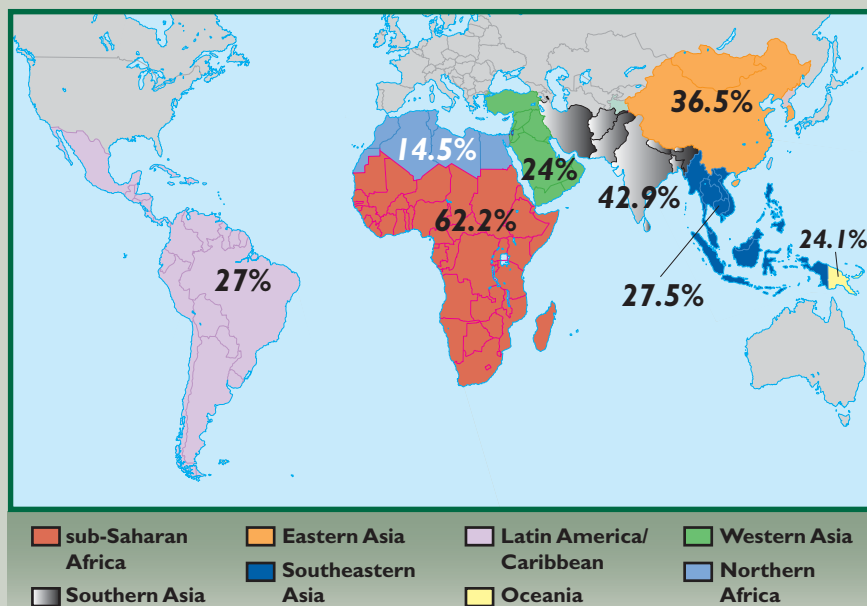 36.5%
14.5%
24%
42.9%
62.2%
24.1%
27%
27.5%
sub-Saharan
Africa
Southern Asia
Eastern Asia
Southeastern
Asia
Latin America/
Caribbean
Oceania
Western Asia
Northern
Africa